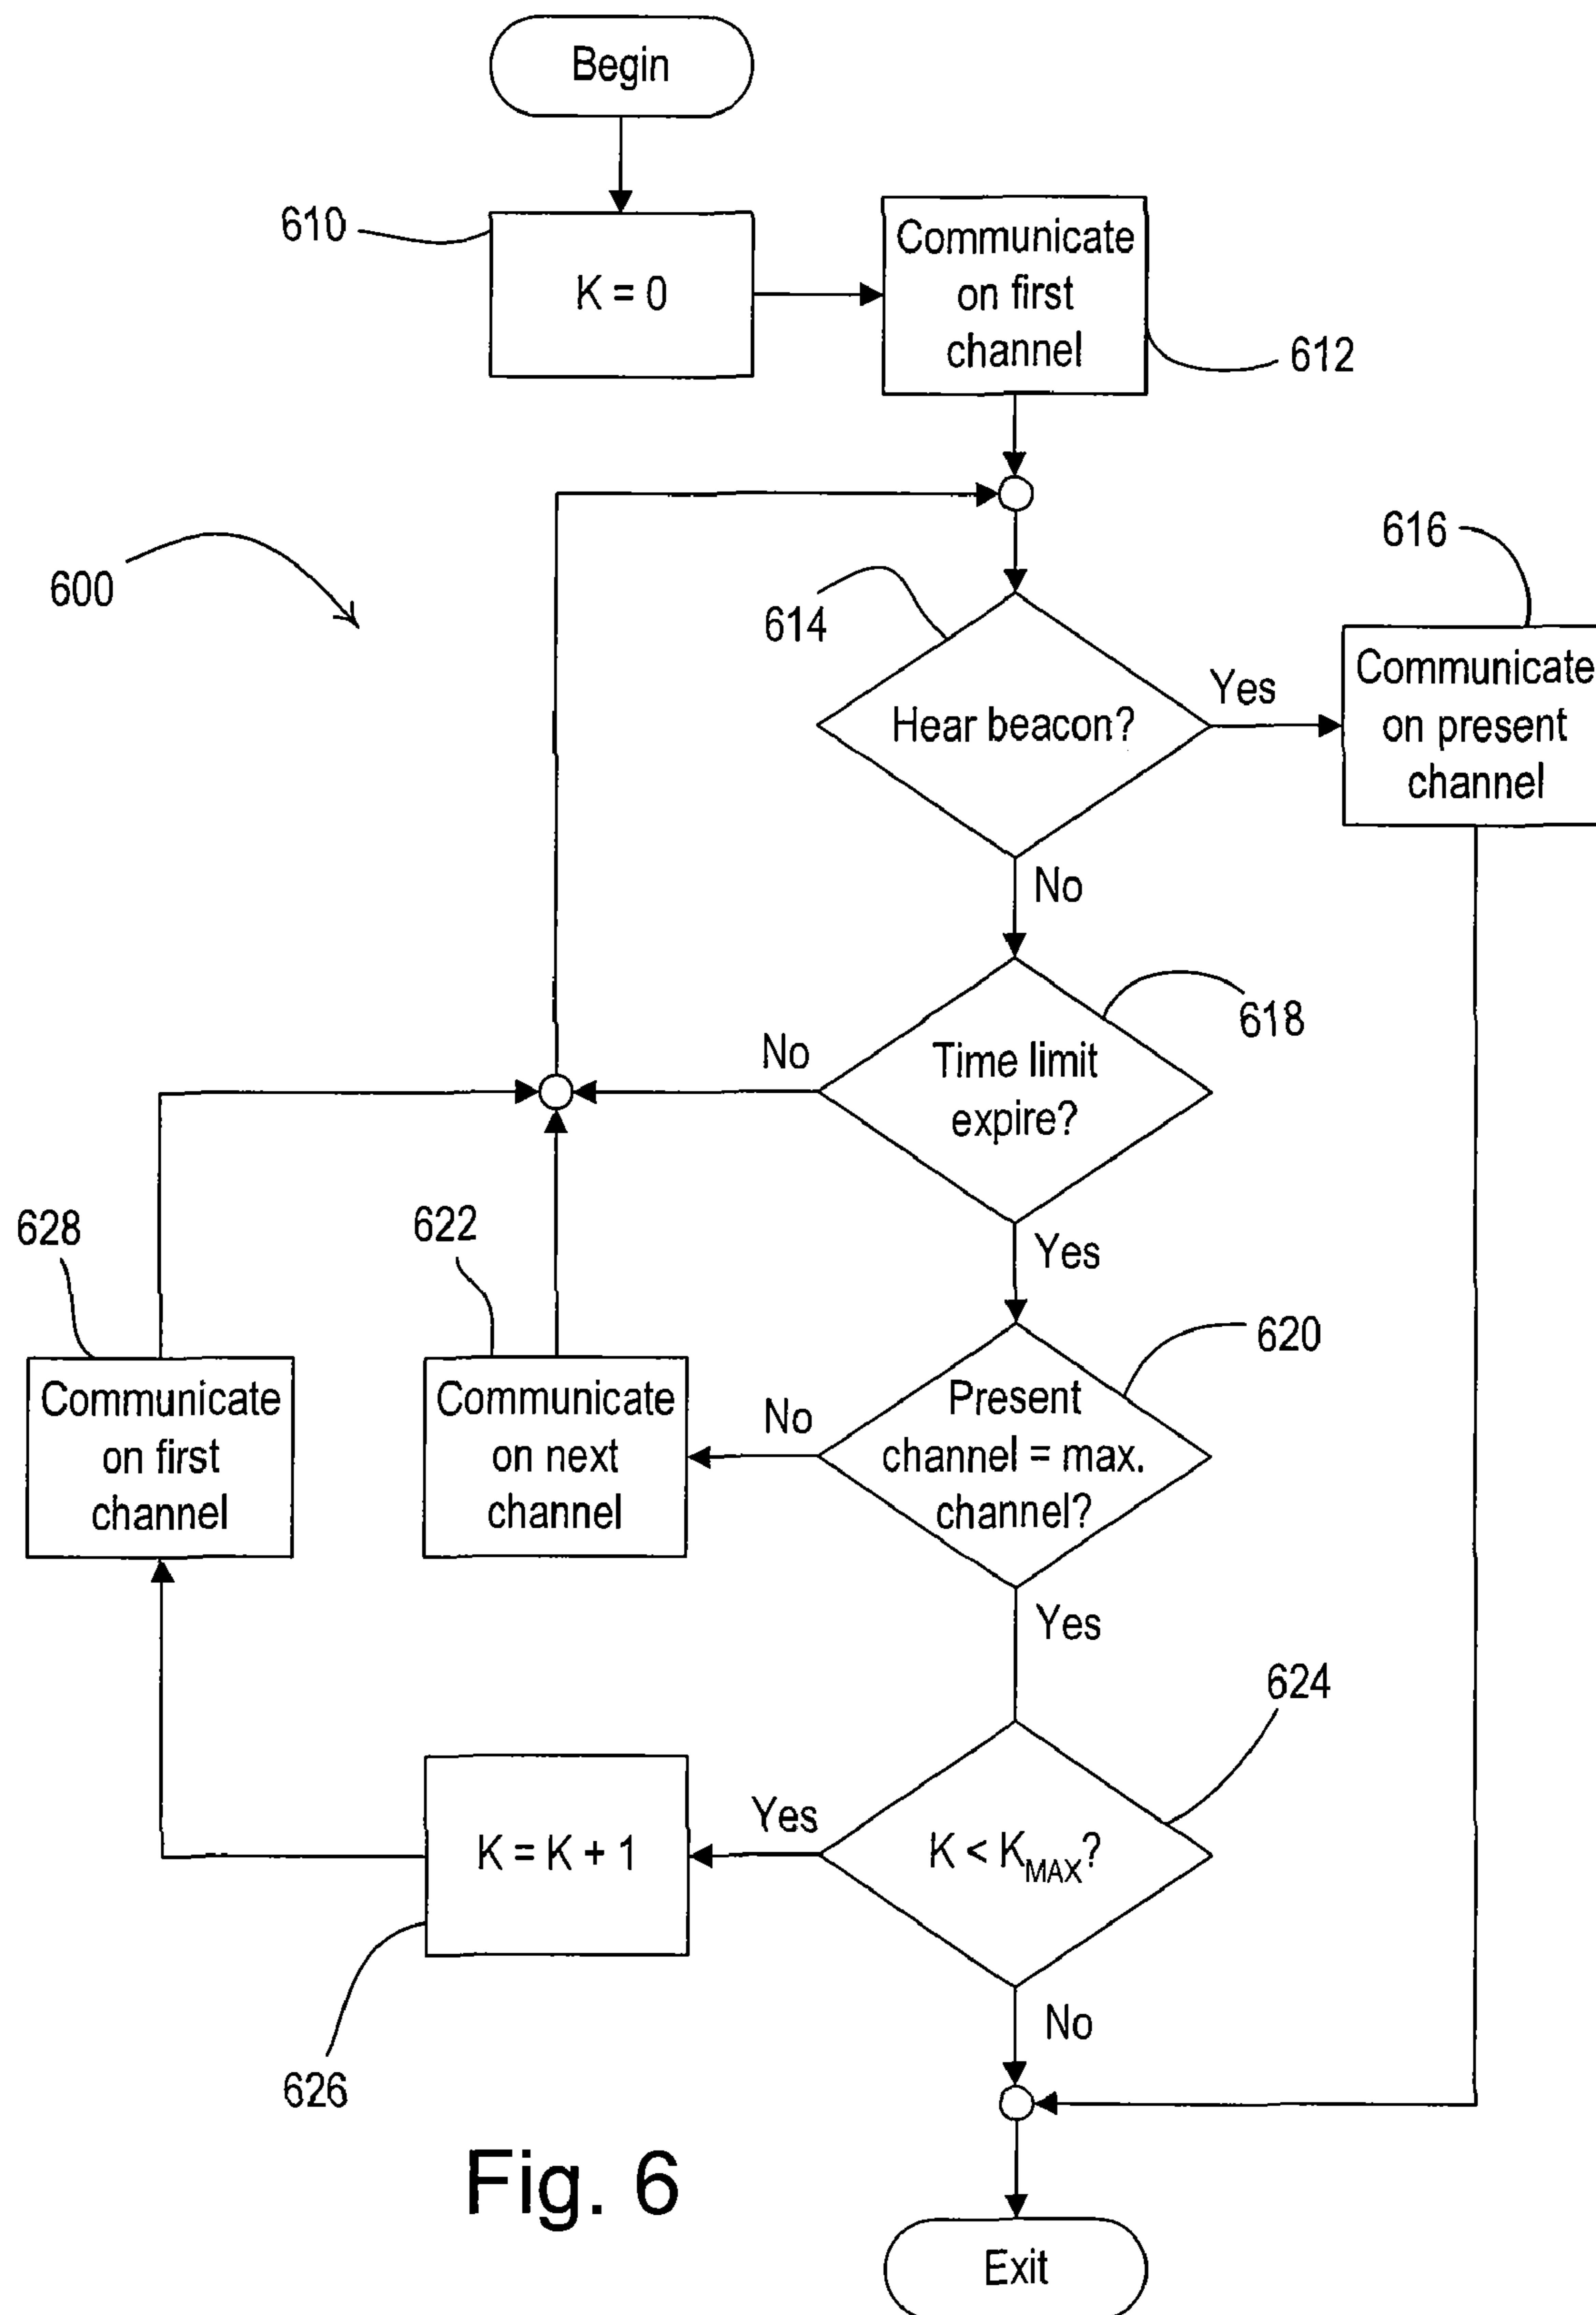 Begin
610
K = 0
Communicate
on first
channel
612
600
616
614
Hear beacon?
Yes
Communicate
on present
channel
No
618
No
Time limit
expire?
Yes
628
622
620
Communicate
on first
channel
Communicate
on next
channel
No
Present
channel = max.
channel?
Yes
624
K = K + 1
Yes
K < KMAX?
626
No
Fig. 6
Exit